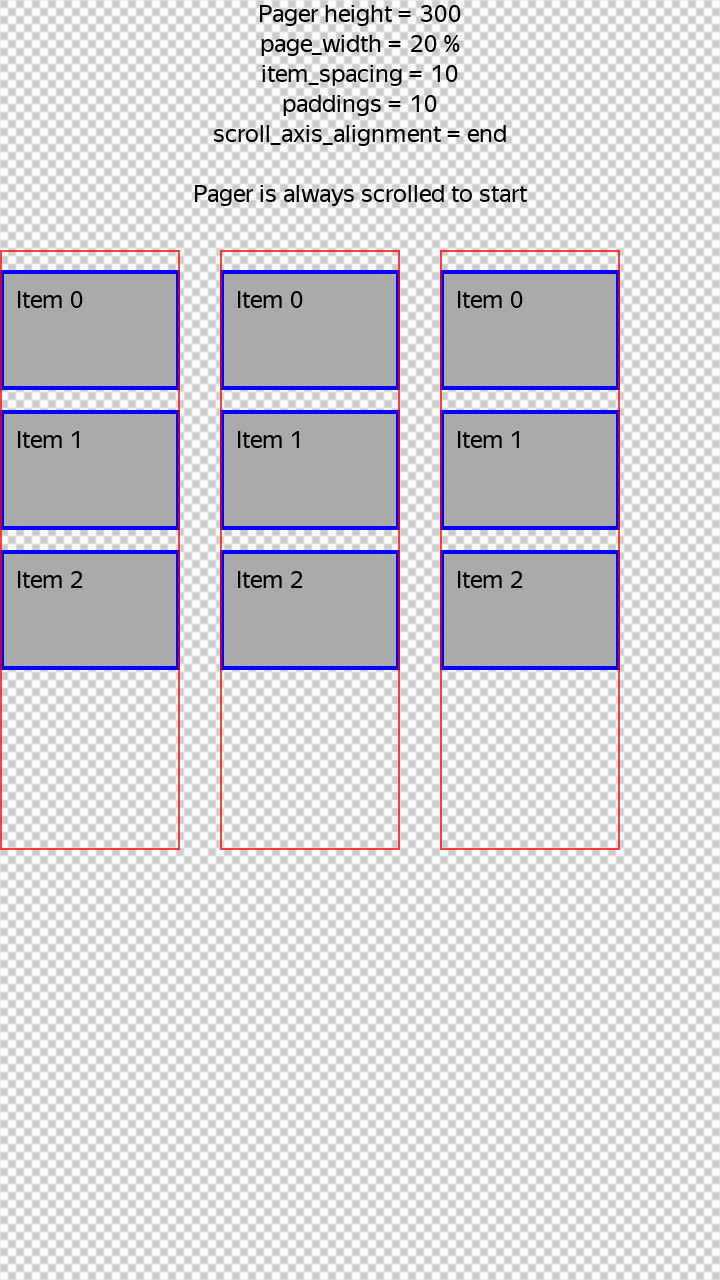 Pager height = 300
page_width = 20 %
item_spacing = 10
paddings = 10
scroll_axis_alignment = end
Pager is always scrolled to start
Item 0
Item 1
Item 2
Item 0
Item 1
Item 2
Item 0
Item 1
Item 2